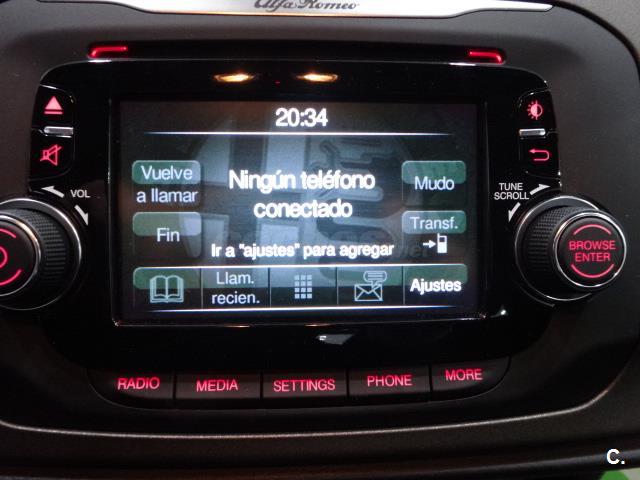 Alfa Romeo
20:34
VOL
Vuelve
a llamar
Ningún teléfono
conectado
Mudo
TUNE
SCROLL
Fin
Transf.
BROWSE
ENTER
Ir a "ajustes" para agregar
Llam.
recien.
Ajustes
RADIO
MEDIA
SETTINGS
PHONE
MORE
C.